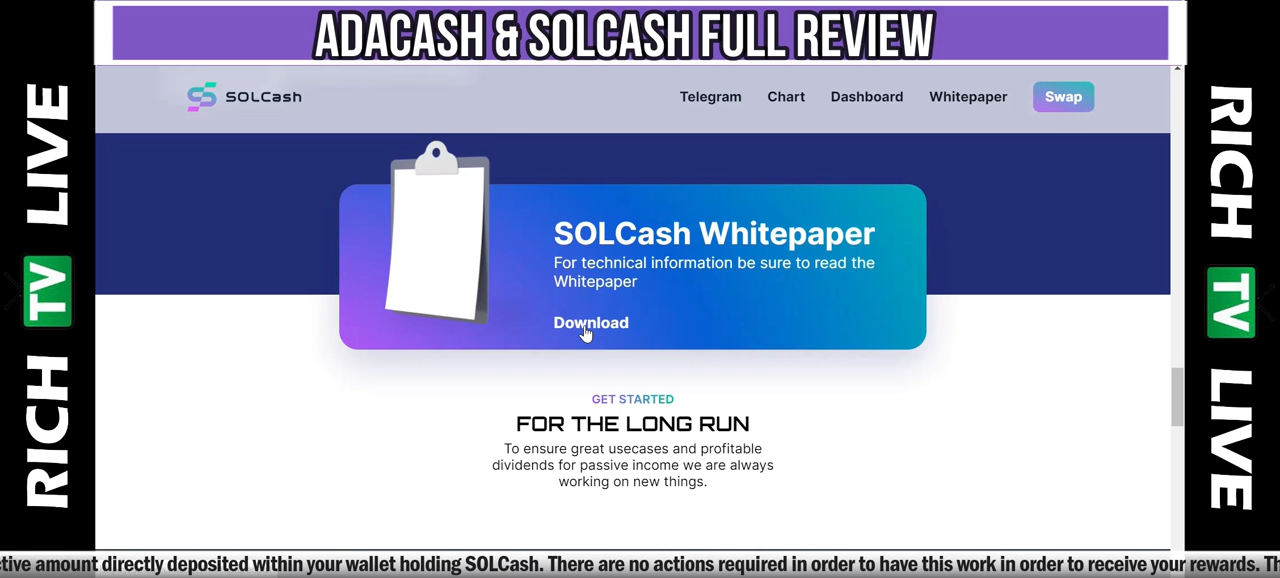 ADACASH & SOLCASH FULL REVIEW
RICH TV LIVE
SOLCash
Telegram Chart Dashboard Whitepaper Swap
SOLCash Whitepaper
For technical information be sure to read the
Whitepaper
Download
GET STARTED
FOR THE LONG RUN
To ensure great usecases and profitable
dividends for passive income we are always
working on new things.
RICH TV LIVE
ctive amount directly deposited within your wallet holding SOLCash. There are no actions required in order to have this work in order to receive your rewards. Th